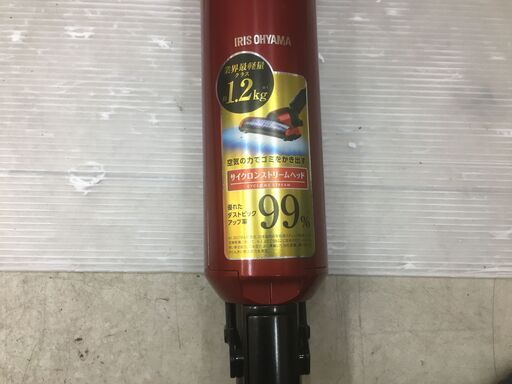 IRIS OHYAMA
業界最軽量
クラス
約1.2kg
空気の力でゴミをかき出す
サイクロンストリームヘッド
CYCLONE STREAM
優れた
ダストピック
アップ率
99%